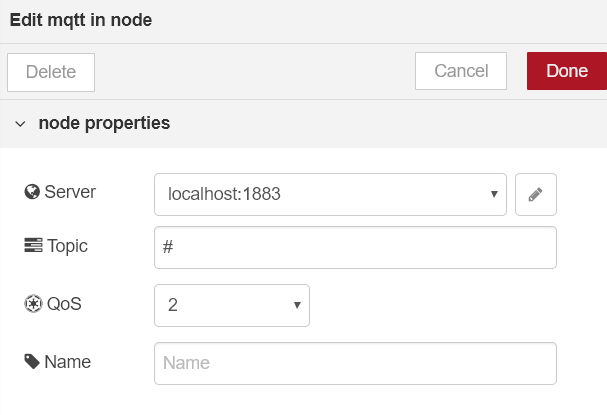 Edit mqtt in node
Delete Cancel Done
node properties
Server localhost:1883
Topic #
QoS 2
Name Name